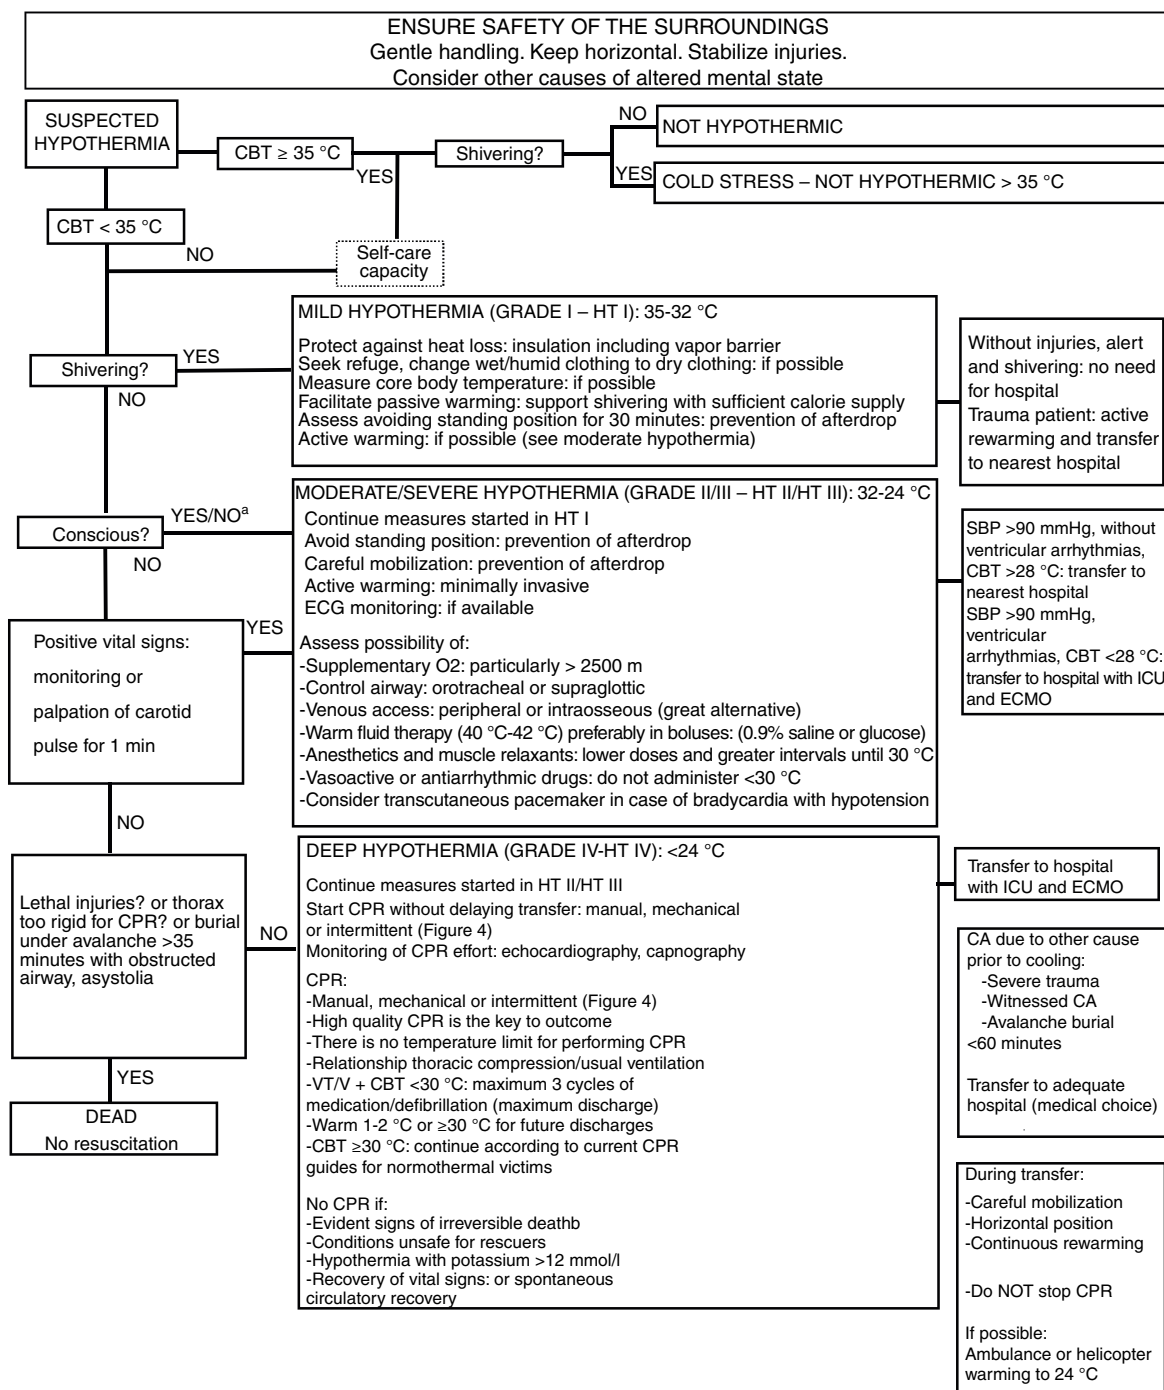 ENSURE SAFETY OF THE SURROUNDINGS
Gentle handling. Keep horizontal. Stabilize injuries.
Consider other causes of altered mental state
SUSPECTED
HYPOTHERMIA
CBT ≥ 35 °C
YES
Shivering?
NO
NOT HYPOTHERMIC
YES
COLD STRESS – NOT HYPOTHERMIC > 35 °C
CBT < 35 °C
NO
Self-care
capacity
Shivering?
YES
NO
MILD HYPOTHERMIA (GRADE I – HT I): 35-32 °C
Protect against heat loss: insulation including vapor barrier
Seek refuge, change wet/humid clothing to dry clothing: if possible
Measure core body temperature: if possible
Facilitate passive warming: support shivering with sufficient calorie supply
Assess avoiding standing position for 30 minutes: prevention of afterdrop
Active warming: if possible (see moderate hypothermia)
Without injuries, alert
and shivering: no need
for hospital
Trauma patient: active
rewarming and transfer
to nearest hospital
Conscious?
YES/NOa
NO
MODERATE/SEVERE HYPOTHERMIA (GRADE II/III – HT II/HT III): 32-24 °C
Continue measures started in HT I
Avoid standing position: prevention of afterdrop
Careful mobilization: prevention of afterdrop
Active warming: minimally invasive
ECG monitoring: if available
Assess possibility of:
-Supplementary O2: particularly > 2500 m
-Control airway: orotracheal or supraglottic
-Venous access: peripheral or intraosseous (great alternative)
-Warm fluid therapy (40 °C-42 °C) preferably in boluses: (0.9% saline or glucose)
-Anesthetics and muscle relaxants: lower doses and greater intervals until 30 °C
-Vasoactive or antiarrhythmic drugs: do not administer <30 °C
-Consider transcutaneous pacemaker in case of bradycardia with hypotension
SBP >90 mmHg, without
ventricular arrhythmias,
CBT >28 °C: transfer to
nearest hospital
SBP >90 mmHg,
ventricular
arrhythmias, CBT <28 °C:
transfer to hospital with ICU
and ECMO
Positive vital signs:
monitoring or
palpation of carotid
pulse for 1 min
YES
NO
Lethal injuries? or thorax
too rigid for CPR? or burial
under avalanche >35
minutes with obstructed
airway, asystolia
NO
YES
DEAD
No resuscitation
DEEP HYPOTHERMIA (GRADE IV-HT IV): <24 °C
Continue measures started in HT II/HT III
Start CPR without delaying transfer: manual, mechanical
or intermittent (Figure 4)
Monitoring of CPR effort: echocardiography, capnography
CPR:
-Manual, mechanical or intermittent (Figure 4)
-High quality CPR is the key to outcome
-There is no temperature limit for performing CPR
-Relationship thoracic compression/usual ventilation
-VT/V + CBT <30 °C: maximum 3 cycles of
medication/defibrillation (maximum discharge)
-Warm 1-2 °C or ≥30 °C for future discharges
-CBT ≥30 °C: continue according to current CPR
guides for normothermal victims
No CPR if:
-Evident signs of irreversible deathb
-Conditions unsafe for rescuers
-Hypothermia with potassium >12 mmol/l
-Recovery of vital signs: or spontaneous
circulatory recovery
Transfer to hospital
with ICU and ECMO
CA due to other cause
prior to cooling:
-Severe trauma
-Witnessed CA
-Avalanche burial
<60 minutes
Transfer to adequate
hospital (medical choice)
During transfer:
-Careful mobilization
-Horizontal position
-Continuous rewarming
-Do NOT stop CPR
If possible:
Ambulance or helicopter
warming to 24 °C